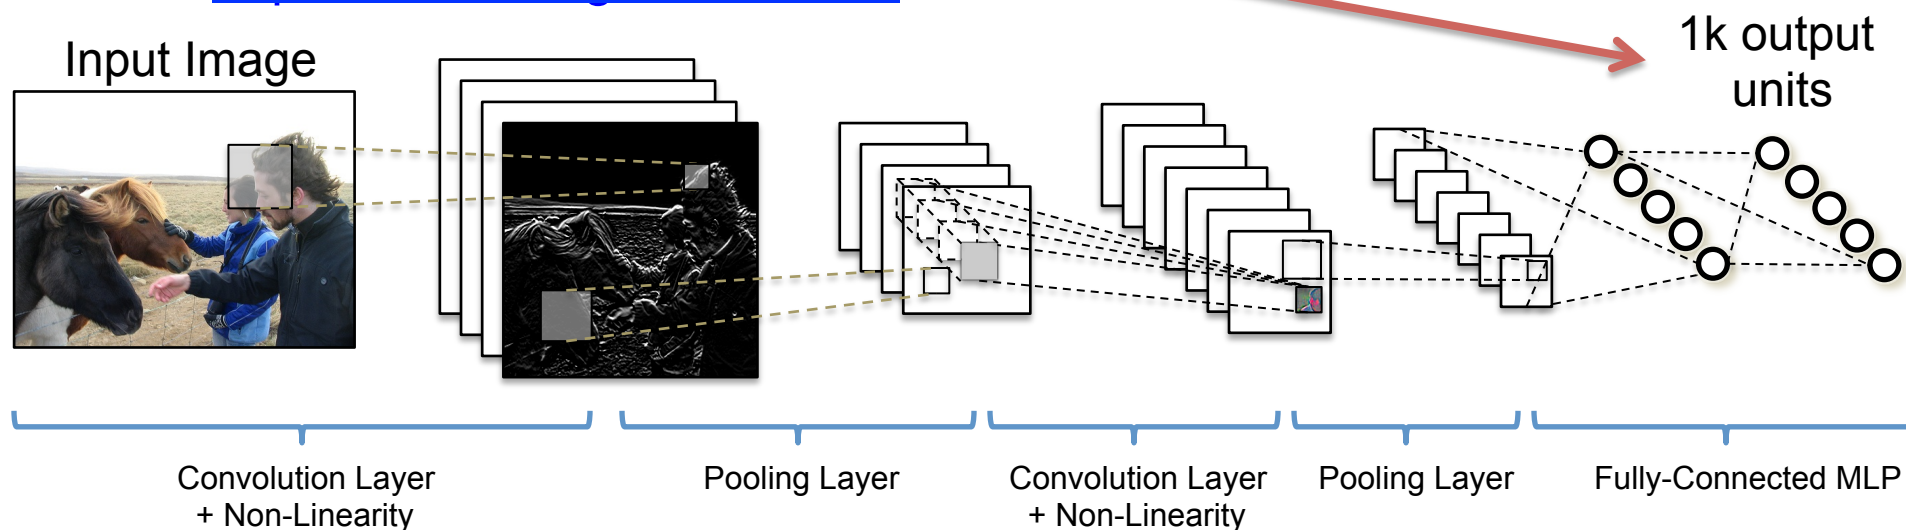 Input Image
1k output
units
Convolution Layer
+ Non-Linearity
Pooling Layer
Convolution Layer
+ Non-Linearity
Pooling Layer
Fully-Connected MLP